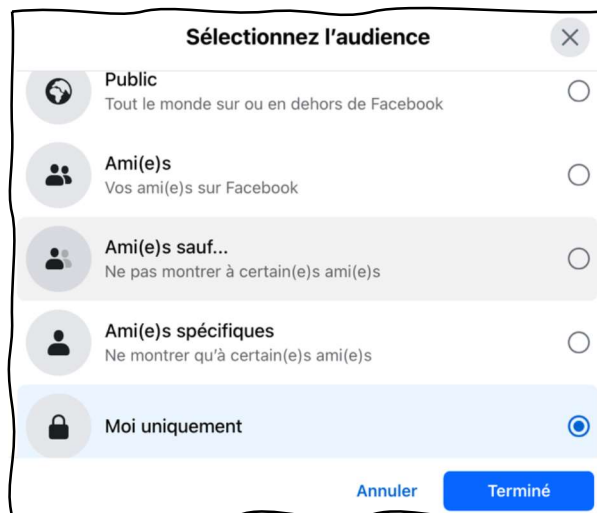 Sélectionnez l'audience
Public
Tout le monde sur ou en dehors de Facebook
Ami(e)s
Vos ami(e)s sur Facebook
Ami(e)s sauf...
Ne pas montrer à certain(e)s ami(e)s
Ami(e)s spécifiques
Ne montrer qu'à certain(e)s ami(e)s
Moi uniquement
Annuler
Terminé